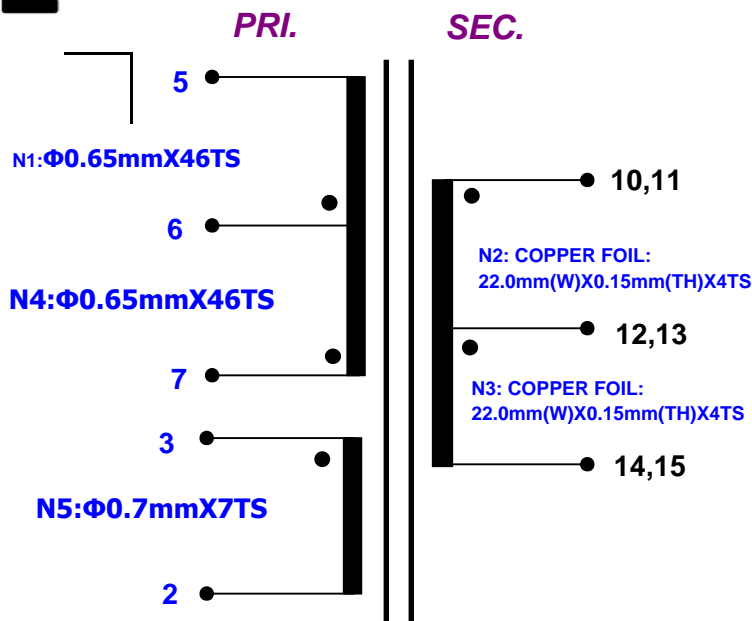 PRI.
SEC.
5
N1:Φ0.65mmX46TS
10,11
6
N2: COPPER FOIL:
22.0mm(W)X0.15mm(TH)X4TS
N4:Φ0.65mmX46TS
12,13
7
N3: COPPER FOIL:
22.0mm(W)X0.15mm(TH)X4TS
3
14,15
N5:Φ0.7mmX7TS
2